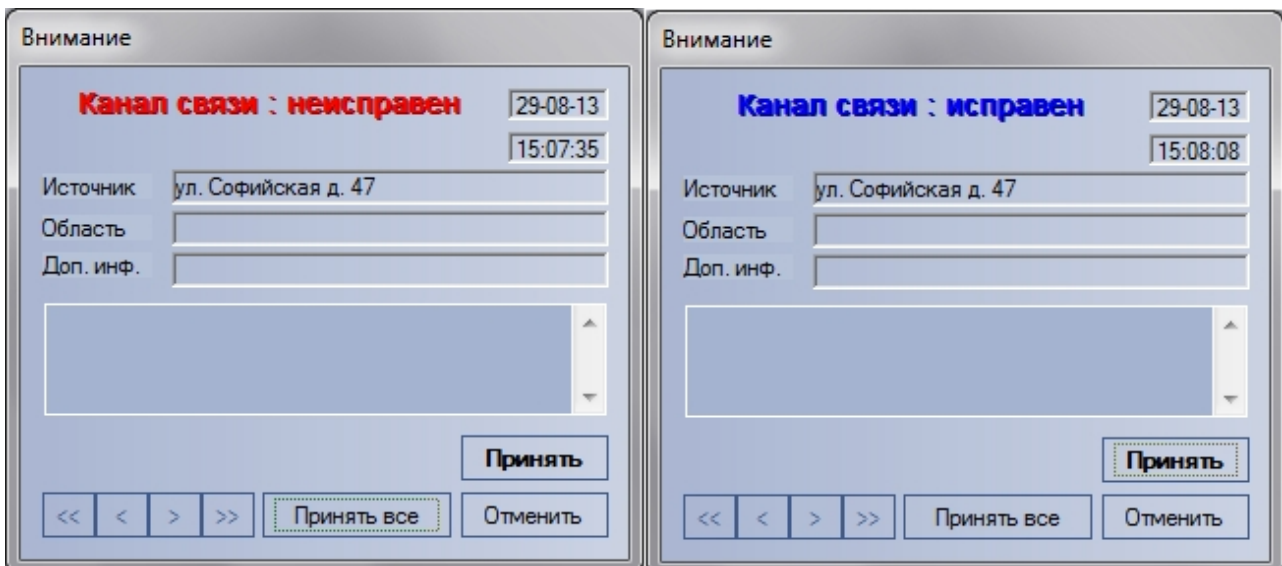 Внимание
Канал связи : неисправен
29-08-13
15:07:35
Источник
ул. Софийская д. 47
Область
Доп. инф.
Принять
<<
<
>
>>
Принять все
Отменить
Внимание
Канал связи : исправен
29-08-13
15:08:08
Источник
ул. Софийская д. 47
Область
Доп. инф.
Принять
<<
<
>
>>
Принять все
Отменить